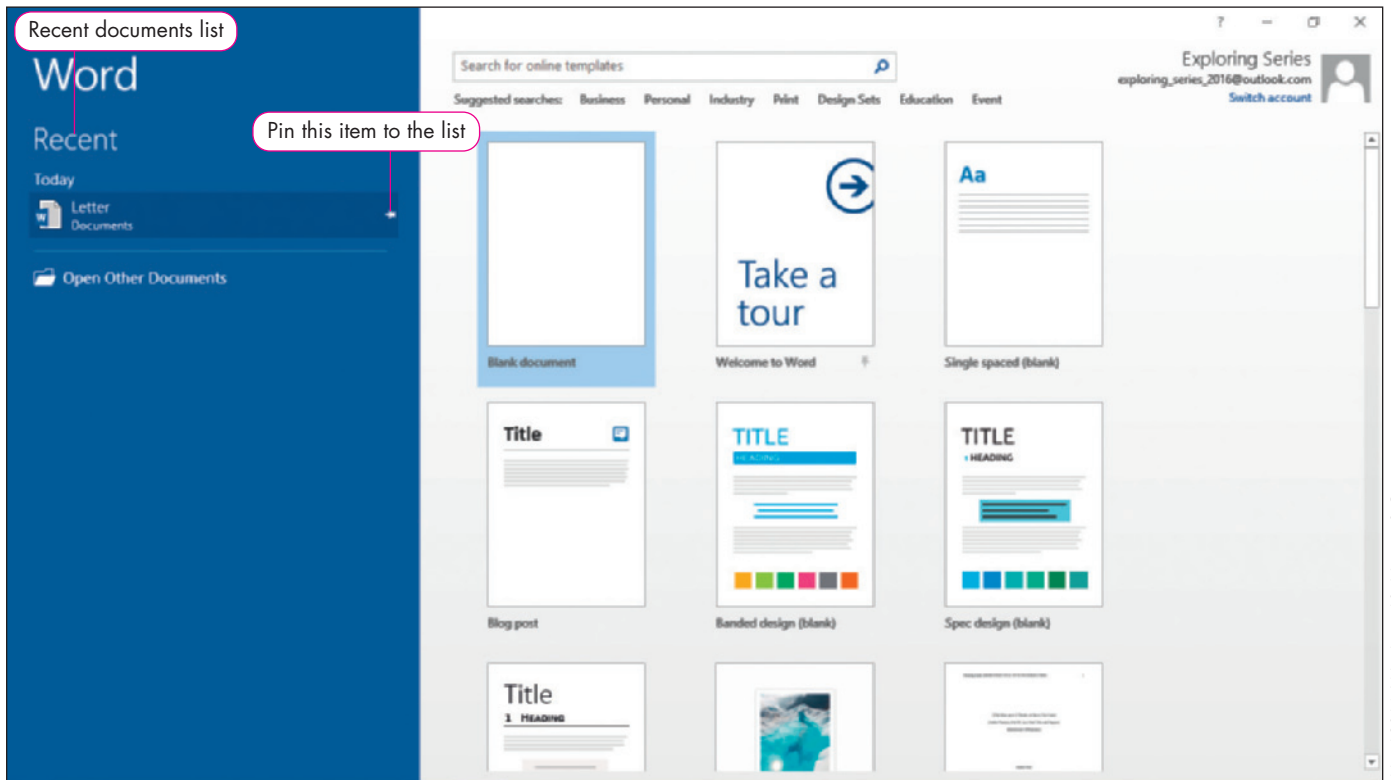 Recent documents list
Word
Recent
Pin this item to the list
Today
Letter
Documents
Open Other Documents
?
Search for online templates
Exploring Series
exploring_series_2016@outlook.com
Switch account
Suggested searches: Business Personal Industry Print Design Sets Education Event
Take a
tour
Aa
Blank document
Welcome to Word
Single spaced (blank)
Title
TITLE
HEADING
TITLE
1 HEADING
Blog post
Banded design (blank)
Spec design (blank)
Title
1 HEADING